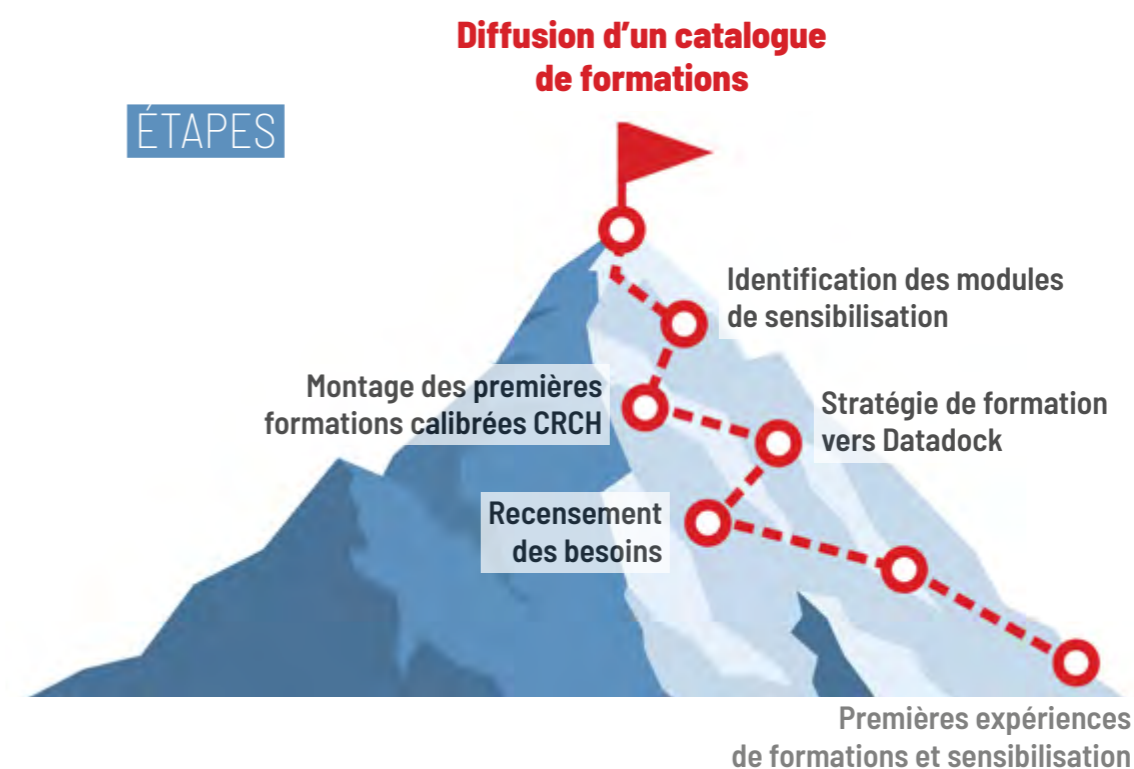 Diffusion d’un catalogue
de formations
ÉTAPES
Identification des modules
de sensibilisation
Montage des premières
formations calibrées CRCH
Stratégie de formation
vers Datadock
Recensement
des besoins
Premières expériences
de formations et sensibilisation